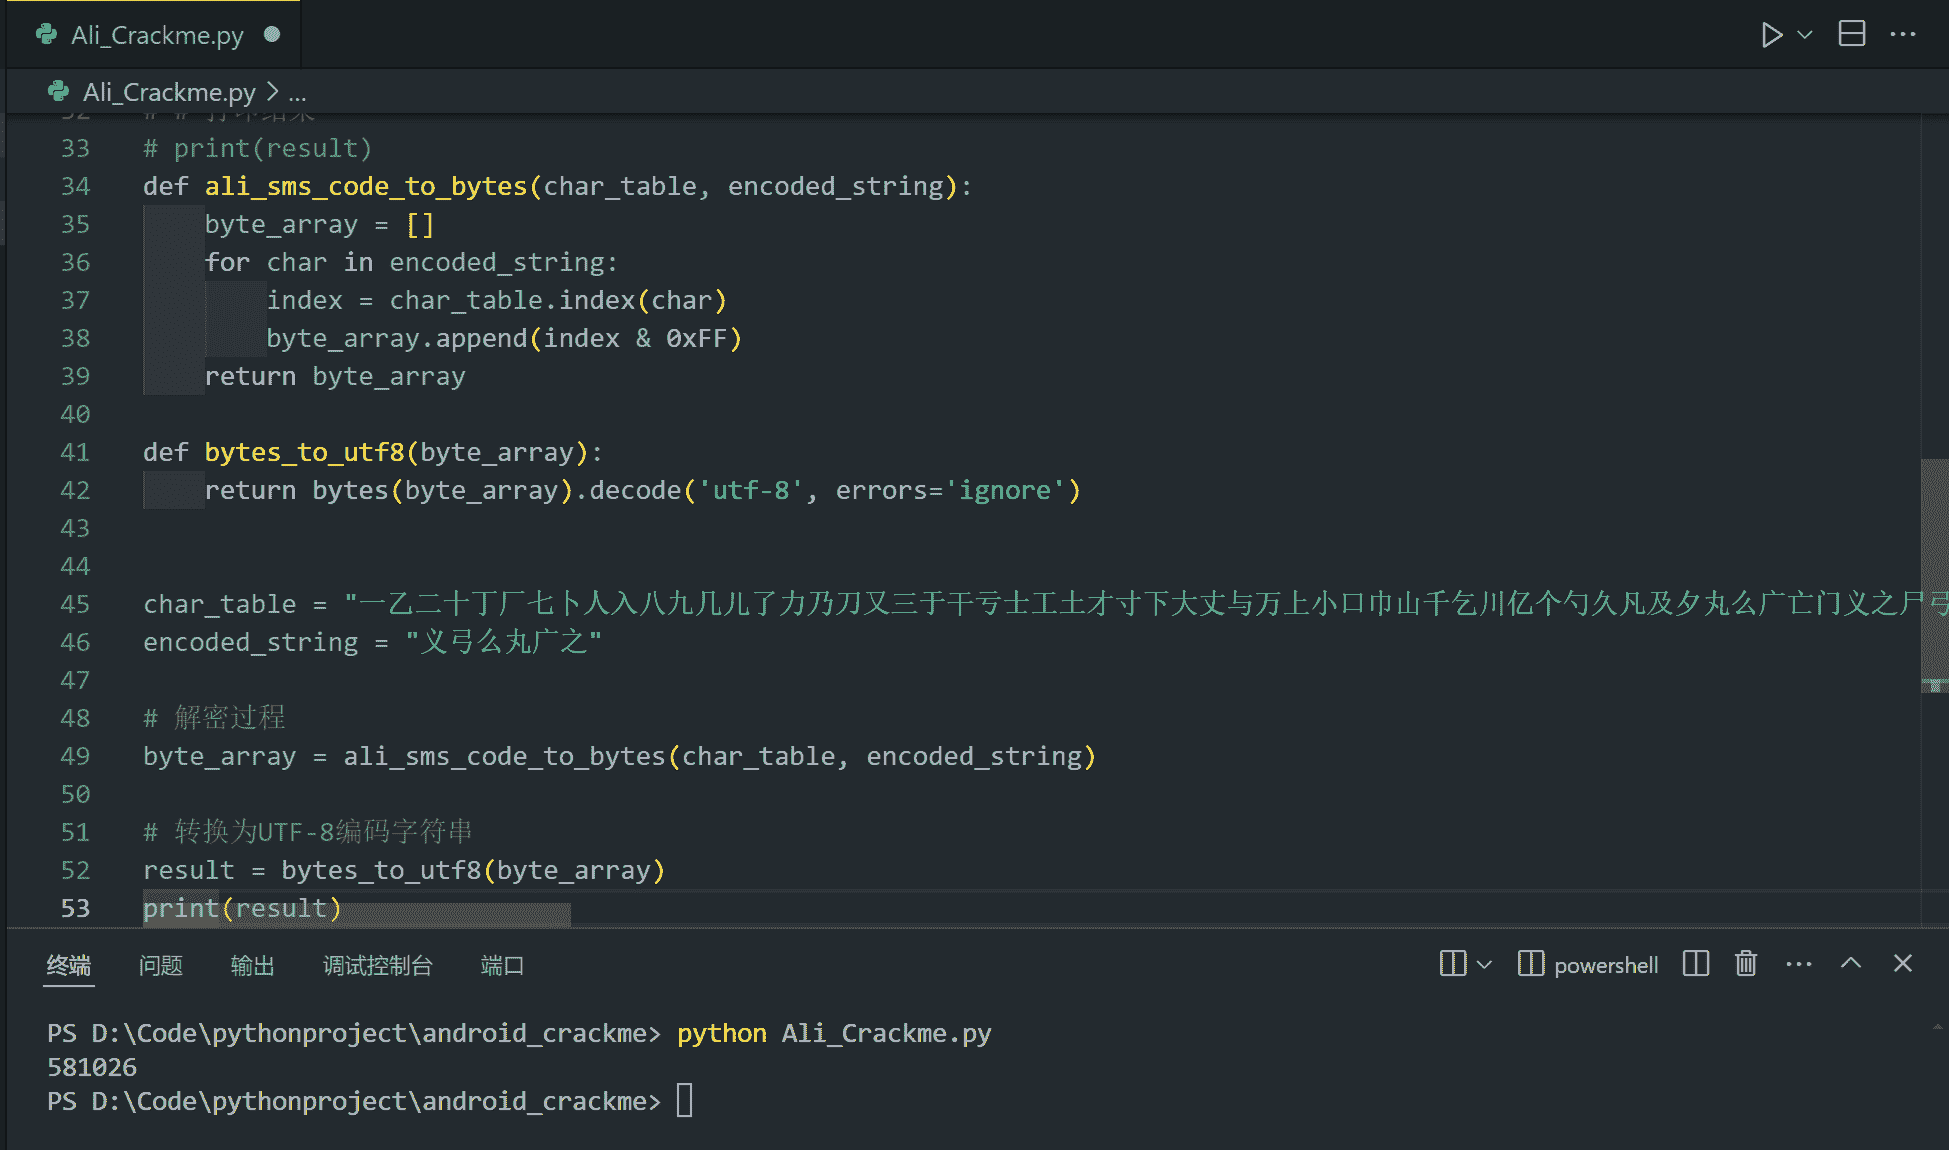 Ali_Crackme.py
Ali_Crackme.py > ...
32 # # 打印结果
33 # print(result)
34 def ali_sms_code_to_bytes(char_table, encoded_string):
35 byte_array = []
36 for char in encoded_string:
37 index = char_table.index(char)
38 byte_array.append(index & 0xFF)
39 return byte_array
40
41 def bytes_to_utf8(byte_array):
42 return bytes(byte_array).decode('utf-8', errors='ignore')
43
44
45 char_table = "一乙二十丁厂七卜人入八九几儿了力乃刀又三于干亏士工土才寸下大丈与万上小口巾山千乞川亿个勺久凡及夕丸么广亡门义之尸弓
46 encoded_string = "义弓么丸广之"
47
48 # 解密过程
49 byte_array = ali_sms_code_to_bytes(char_table, encoded_string)
50
51 # 转换为UTF-8编码字符串
52 result = bytes_to_utf8(byte_array)
53 print(result)
终端 问题 输出 调试控制台 端口 powershell
PS D:\Code\pythonproject\android_crackme> python Ali_Crackme.py
581026
PS D:\Code\pythonproject\android_crackme>